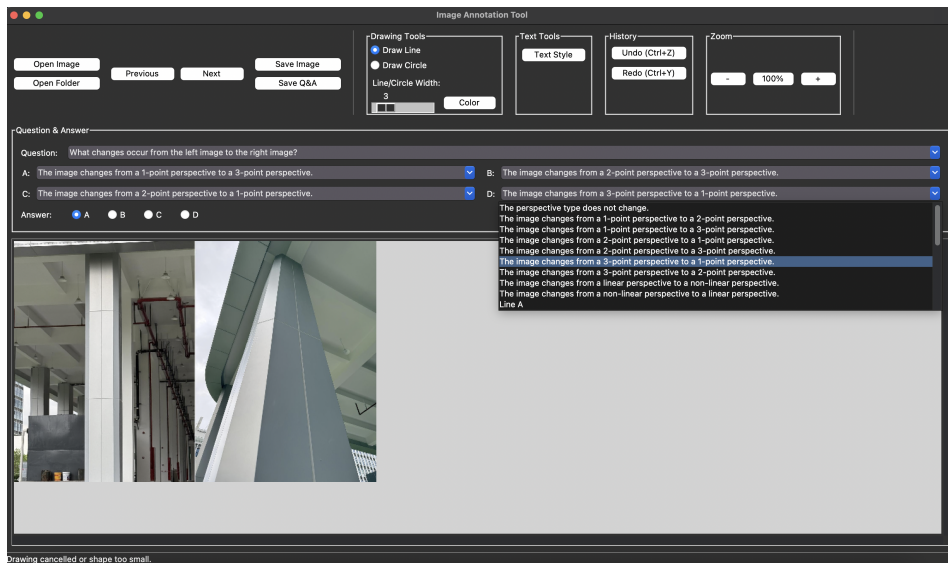 Image Annotation Tool
Open Image
Open Folder
Previous
Next
Save Image
Save Q&A
Drawing Tools
Draw Line
Draw Circle
Line/Circle Width:
3
Color
Text Tools
Text Style
History
Undo (Ctrl+Z)
Redo (Ctrl+Y)
Zoom
-
100%
+
Question & Answer
Question: What changes occur from the left image to the right image?
A: The image changes from a 1-point perspective to a 3-point perspective.
B: The image changes from a 2-point perspective to a 3-point perspective.
C: The image changes from a 2-point perspective to a 1-point perspective.
D: The image changes from a 3-point perspective to a 1-point perspective.
Answer: A B C D
The perspective type does not change.
The image changes from a 1-point perspective to a 2-point perspective.
The image changes from a 1-point perspective to a 3-point perspective.
The image changes from a 2-point perspective to a 1-point perspective.
The image changes from a 2-point perspective to a 3-point perspective.
The image changes from a 3-point perspective to a 1-point perspective.
The image changes from a 3-point perspective to a 2-point perspective.
The image changes from a linear perspective to a non-linear perspective.
The image changes from a non-linear perspective to a linear perspective.
Line A
Drawing cancelled or shape too small.